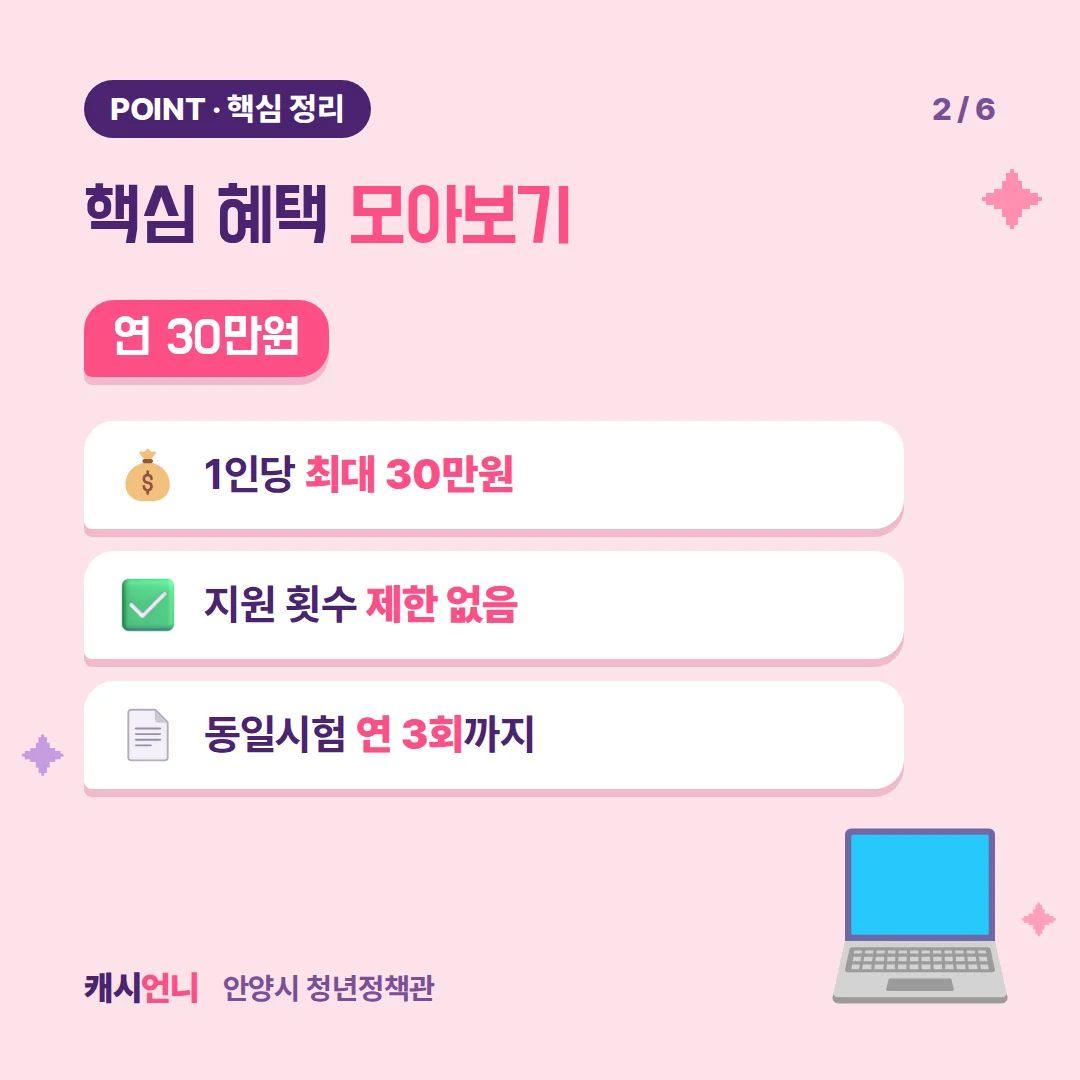 POINT · 핵심 정리
2 / 6
핵심 혜택 모아보기
연 30만원
$ 1인당 최대 30만원
지원 횟수 제한 없음
동일시험 연 3회까지
캐시언니 안양시 청년정책관